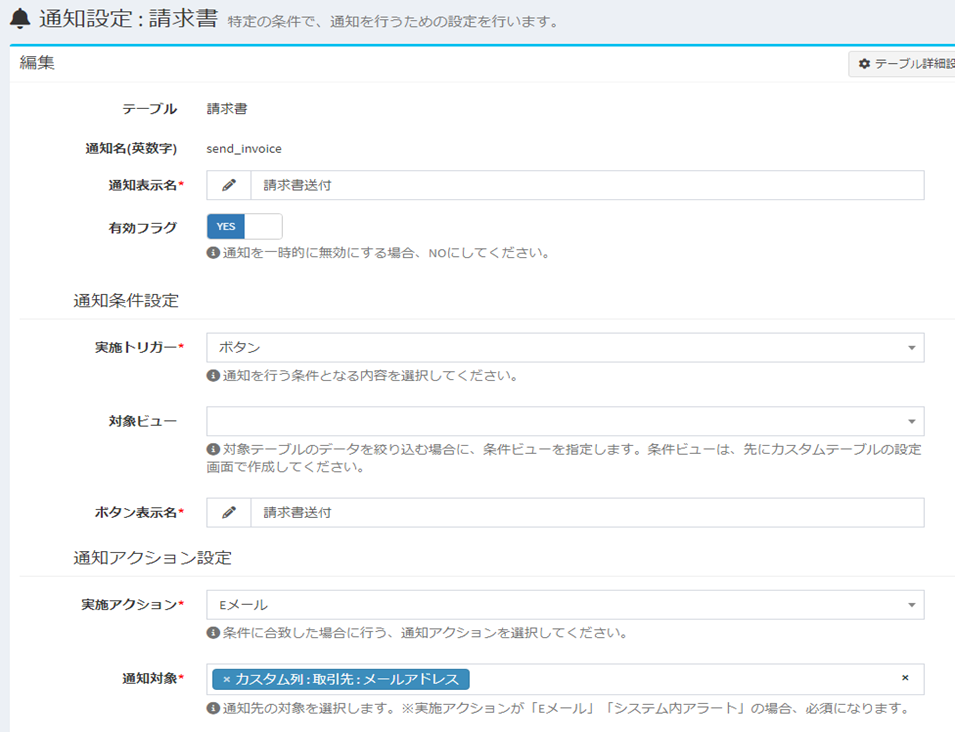 通知設定 : 請求書 特定の条件で、通知を行うための設定を行います。
編集 テーブル詳細設
テーブル 請求書
通知名(英数字) send_invoice
通知表示名* 請求書送付
有効フラグ YES
通知を一時的に無効にする場合、NOにしてください。
通知条件設定
実施トリガー* ボタン
通知を行う条件となる内容を選択してください。
対象ビュー
対象テーブルのデータを絞り込む場合に、条件ビューを指定します。条件ビューは、先にカスタムテーブルの設定
画面で作成してください。
ボタン表示名* 請求書送付
通知アクション設定
実施アクション* Eメール
条件に合致した場合に行う、通知アクションを選択してください。
通知対象* × カスタム列 : 取引先 : メールアドレス ×
通知先の対象を選択します。※実施アクションが「Eメール」「システム内アラート」の場合、必須になります。